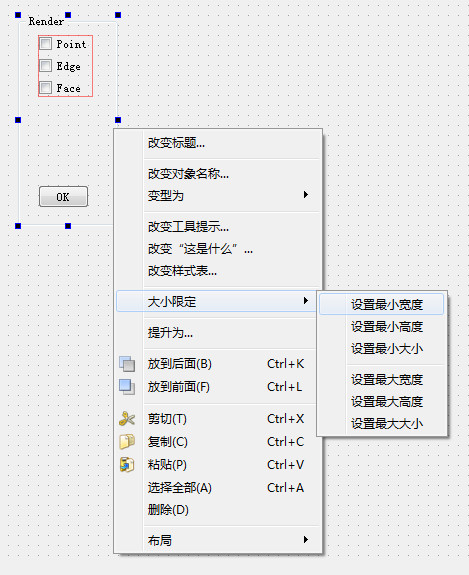 Render
Point
Edge
Face
OK
改变标题...
改变对象名称...
变型为
改变工具提示...
改变“这是什么”...
改变样式表...
大小限定
提升为...
放到后面(B) Ctrl+K
放到前面(F) Ctrl+L
剪切(T) Ctrl+X
复制(C) Ctrl+C
粘贴(P) Ctrl+V
选择全部(A) Ctrl+A
删除(D)
布局
设置最小宽度
设置最小高度
设置最小大小
设置最大宽度
设置最大高度
设置最大大小